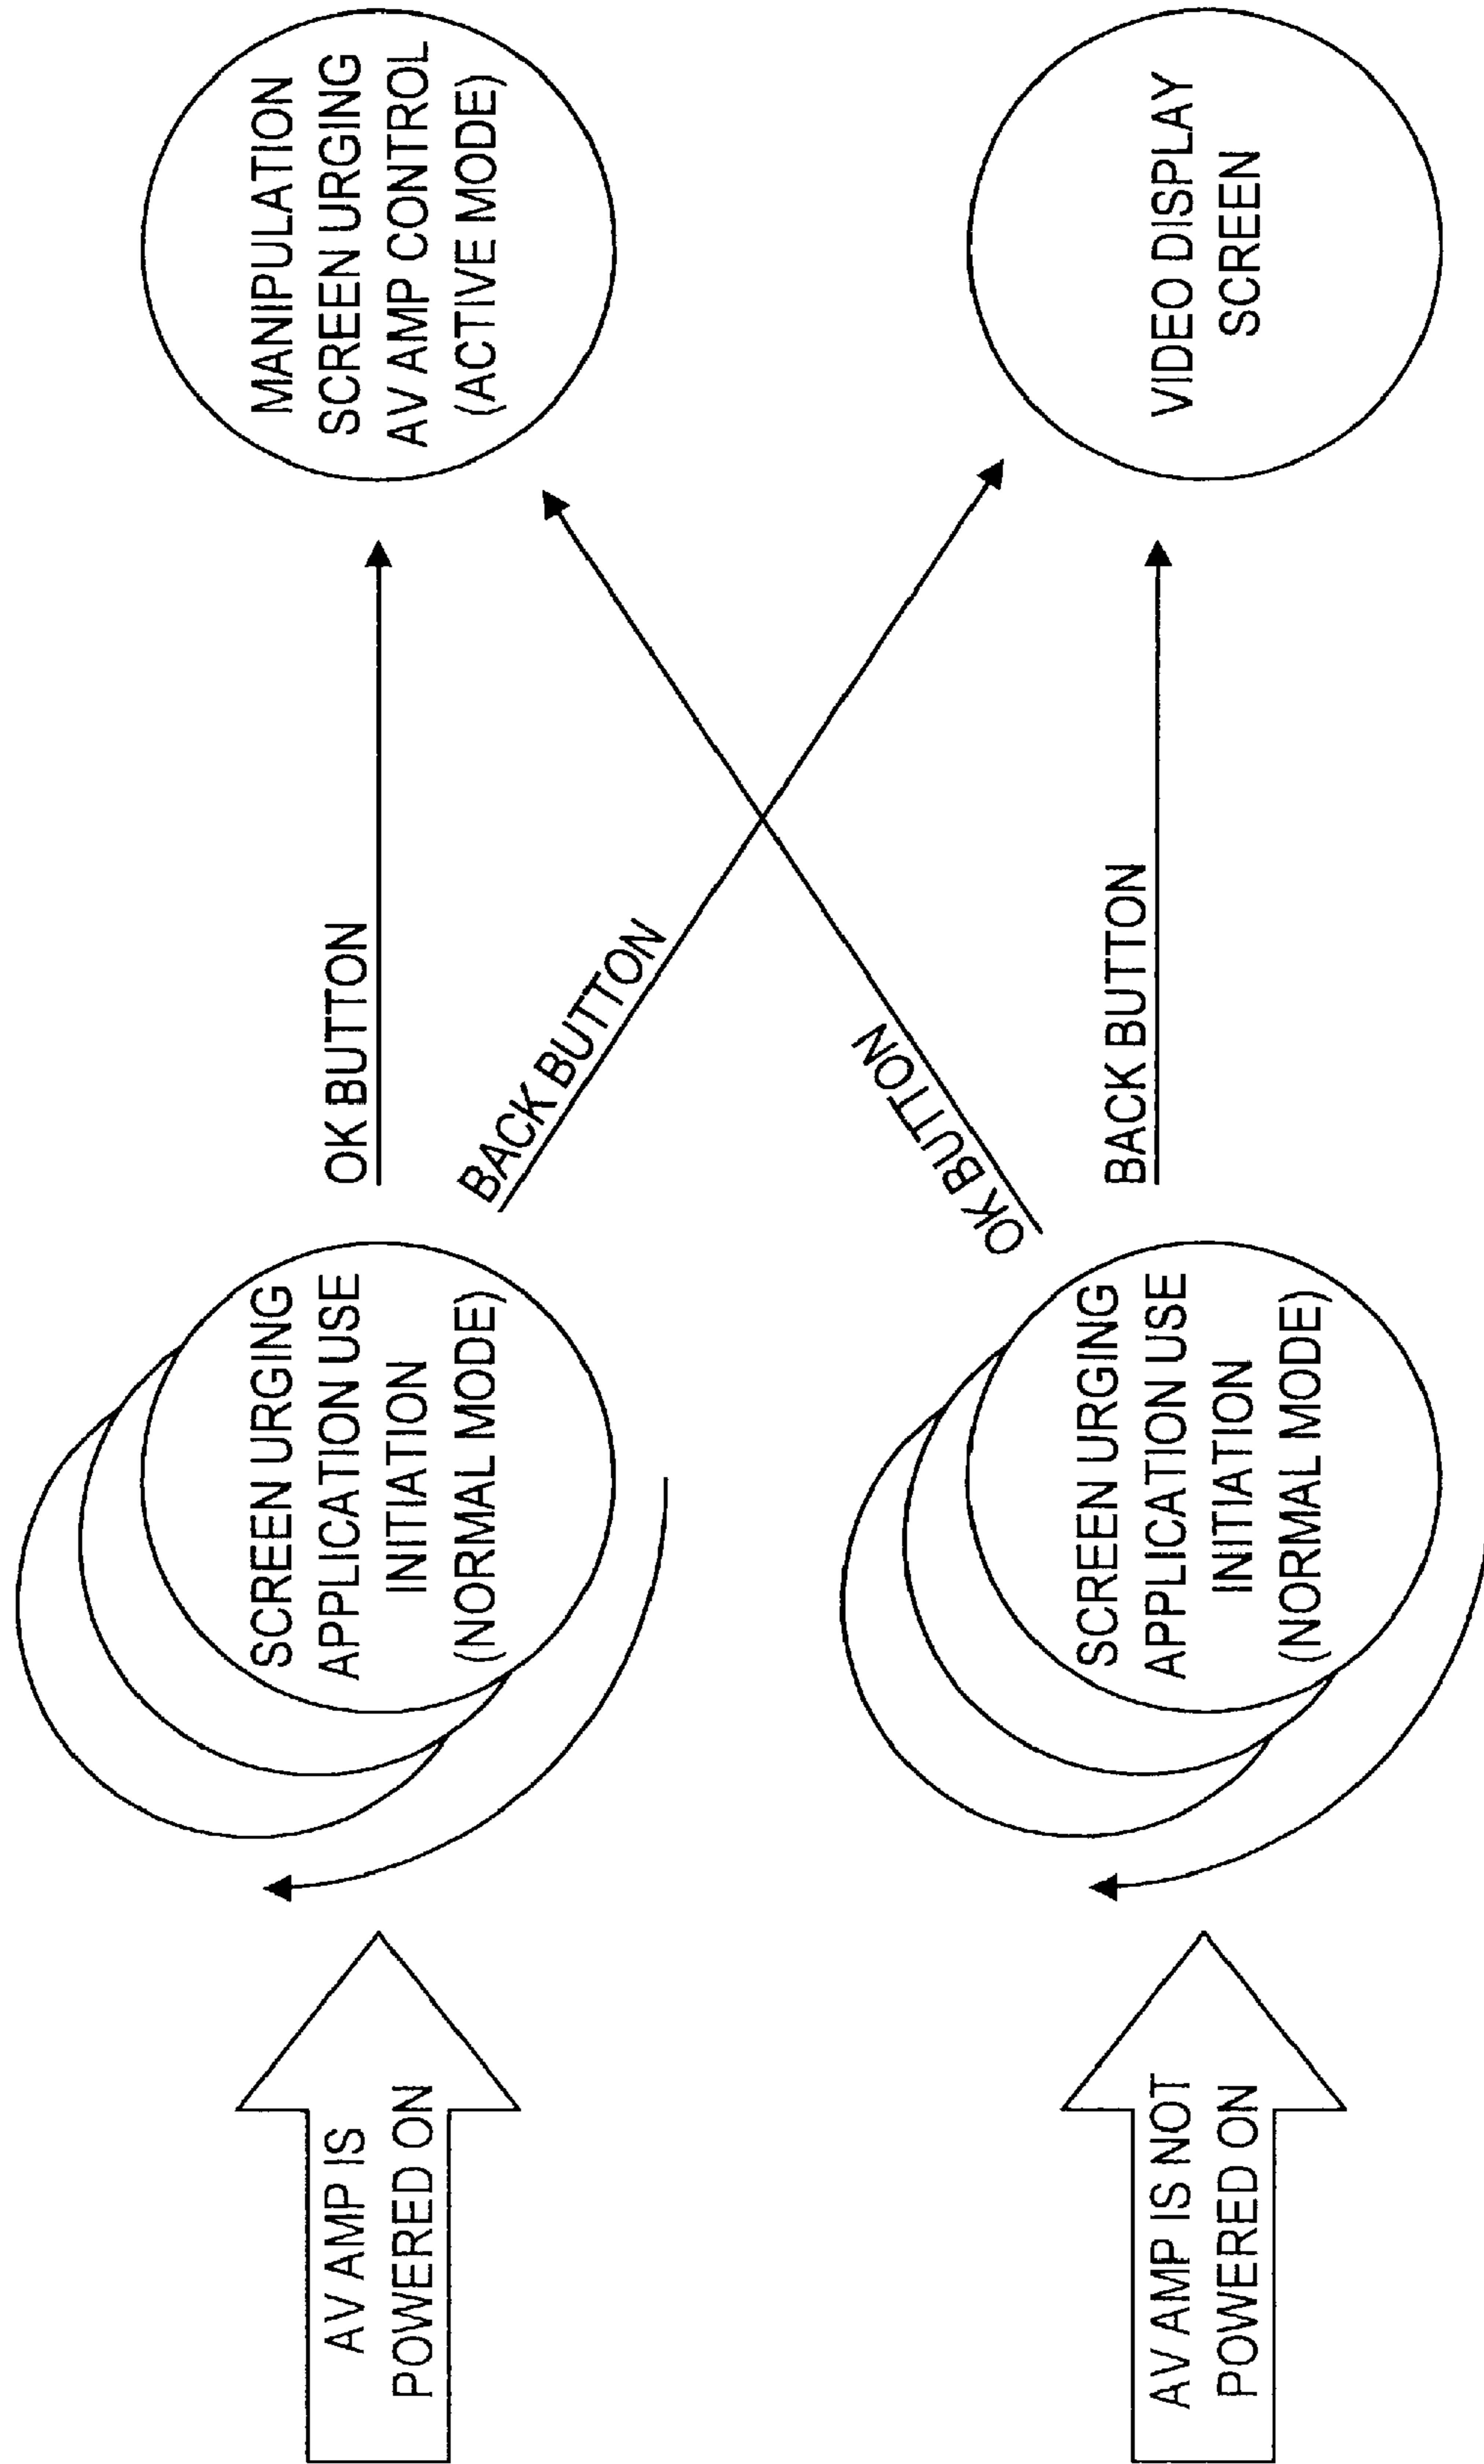 AV AMP IS
POWERED ON
SCREEN URGING
APPLICATION USE
INITIATION
(NORMAL MODE)
OK BUTTON
BACK BUTTON
MANIPULATION
SCREEN URGING
AV AMP CONTROL
(ACTIVE MODE)
AV AMP IS NOT
POWERED ON
SCREEN URGING
APPLICATION USE
INITIATION
(NORMAL MODE)
OK BUTTON
BACK BUTTON
VIDEO DISPLAY
SCREEN